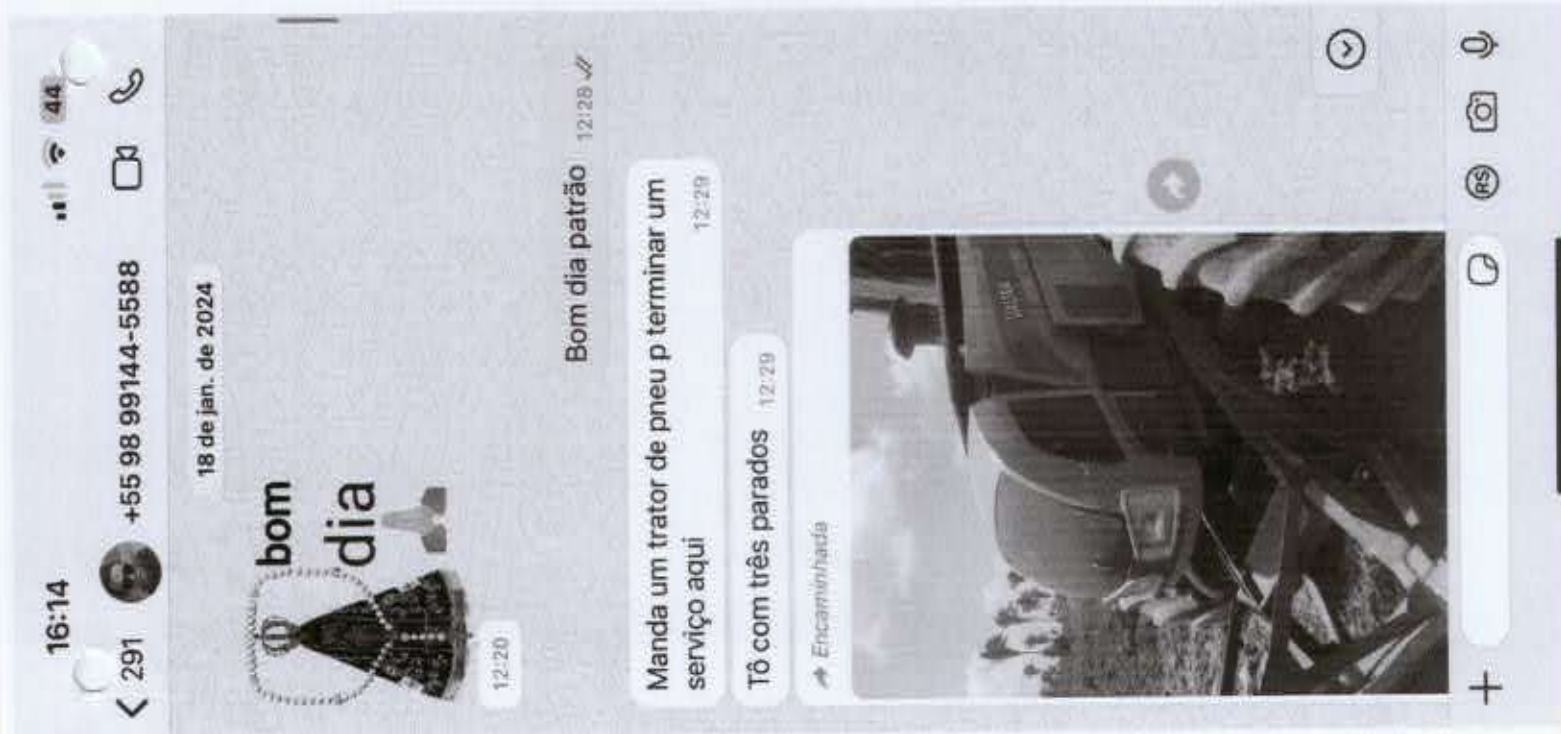 16:14
44
291
+55 98 99144-5588
18 de jan. de 2024
bom
dia
12:20
Bom dia patrão 12:28
Manda um trator de pneu p terminar um
serviço aqui 12:29
Tô com três parados 12:29
Encaminhada
R$